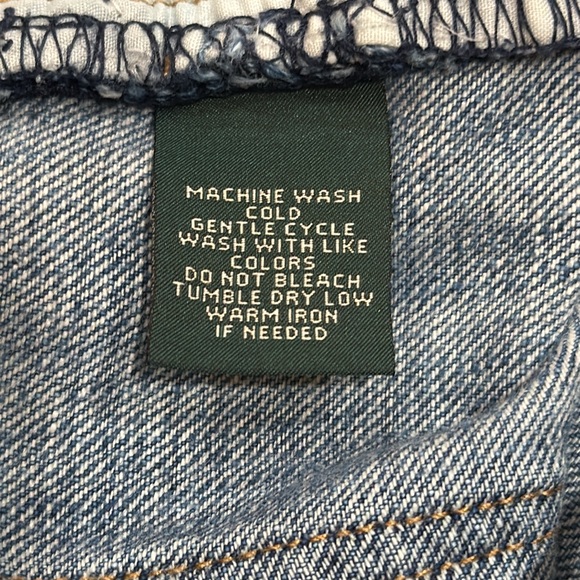 MACHINE WASH
COLD
GENTLE CYCLE
WASH WITH LIKE
COLORS
DO NOT BLEACH
TUMBLE DRY LOW
WARM IRON
IF NEEDED